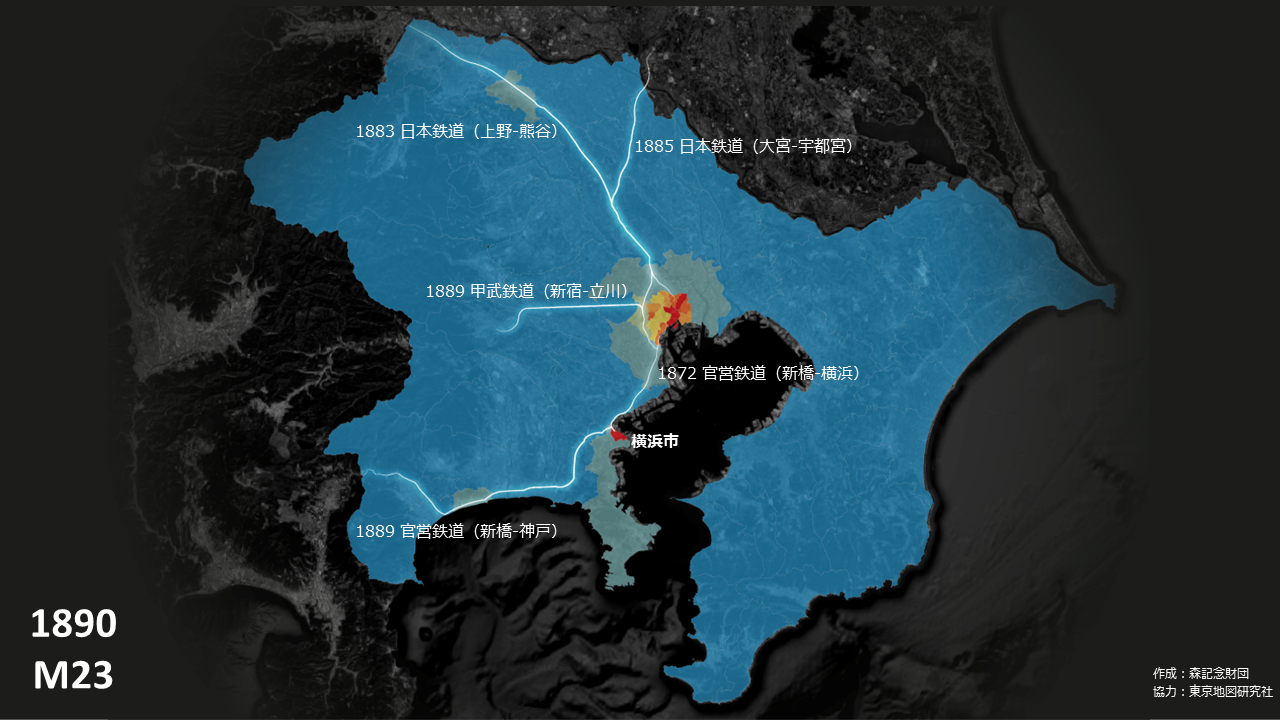 1883 日本鉄道（上野-熊谷）
1885 日本鉄道（大宮-宇都宮）
1889 甲武鉄道（新宿-立川）
1872 官営鉄道（新橋-横浜）
横浜市
1889 官営鉄道（新橋-神戸）
1890
M23
作成：森記念財団
協力：東京地図研究社